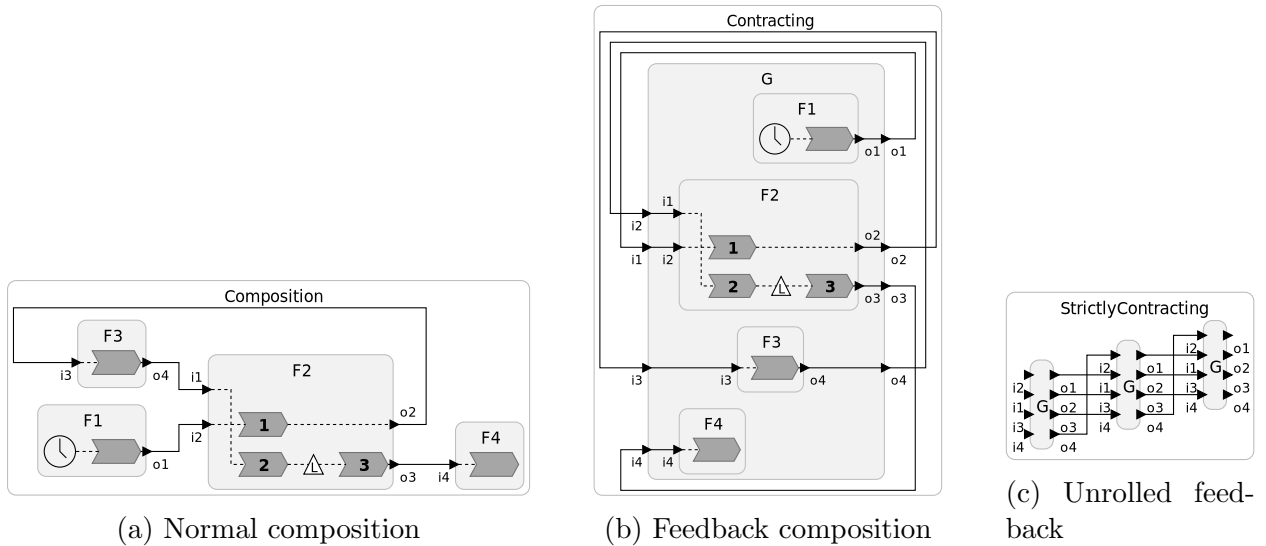 Composition
F3
i3
o4
i1
F2
F1
i2
o1
1
o2
2
L
3
o3
i4
F4
(a) Normal composition
Contracting
G
F1
o1
o1
F2
i1
i2
i1
i2
1
o2
o2
2
L
3
o3
o3
F3
i3
i3
o4
o4
F4
i4
i4
(b) Feedback composition
StrictlyContracting
i2
i1
i3
i4
G
o1
o2
o3
o4
i2
i1
i3
i4
G
o1
o2
o3
o4
i2
i1
i3
i4
G
o1
o2
o3
o4
(c) Unrolled feed-
back